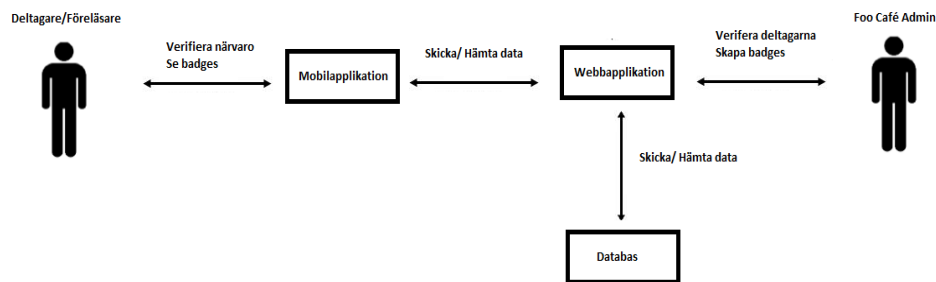 Deltagare/Föreläsare
Foo Café Admin
Verifiera närvaro
Se badges
Mobilapplikation
Skicka/ Hämta data
Webbapplikation
Verifera deltagarna
Skapa badges
Skicka/ Hämta data
Databas